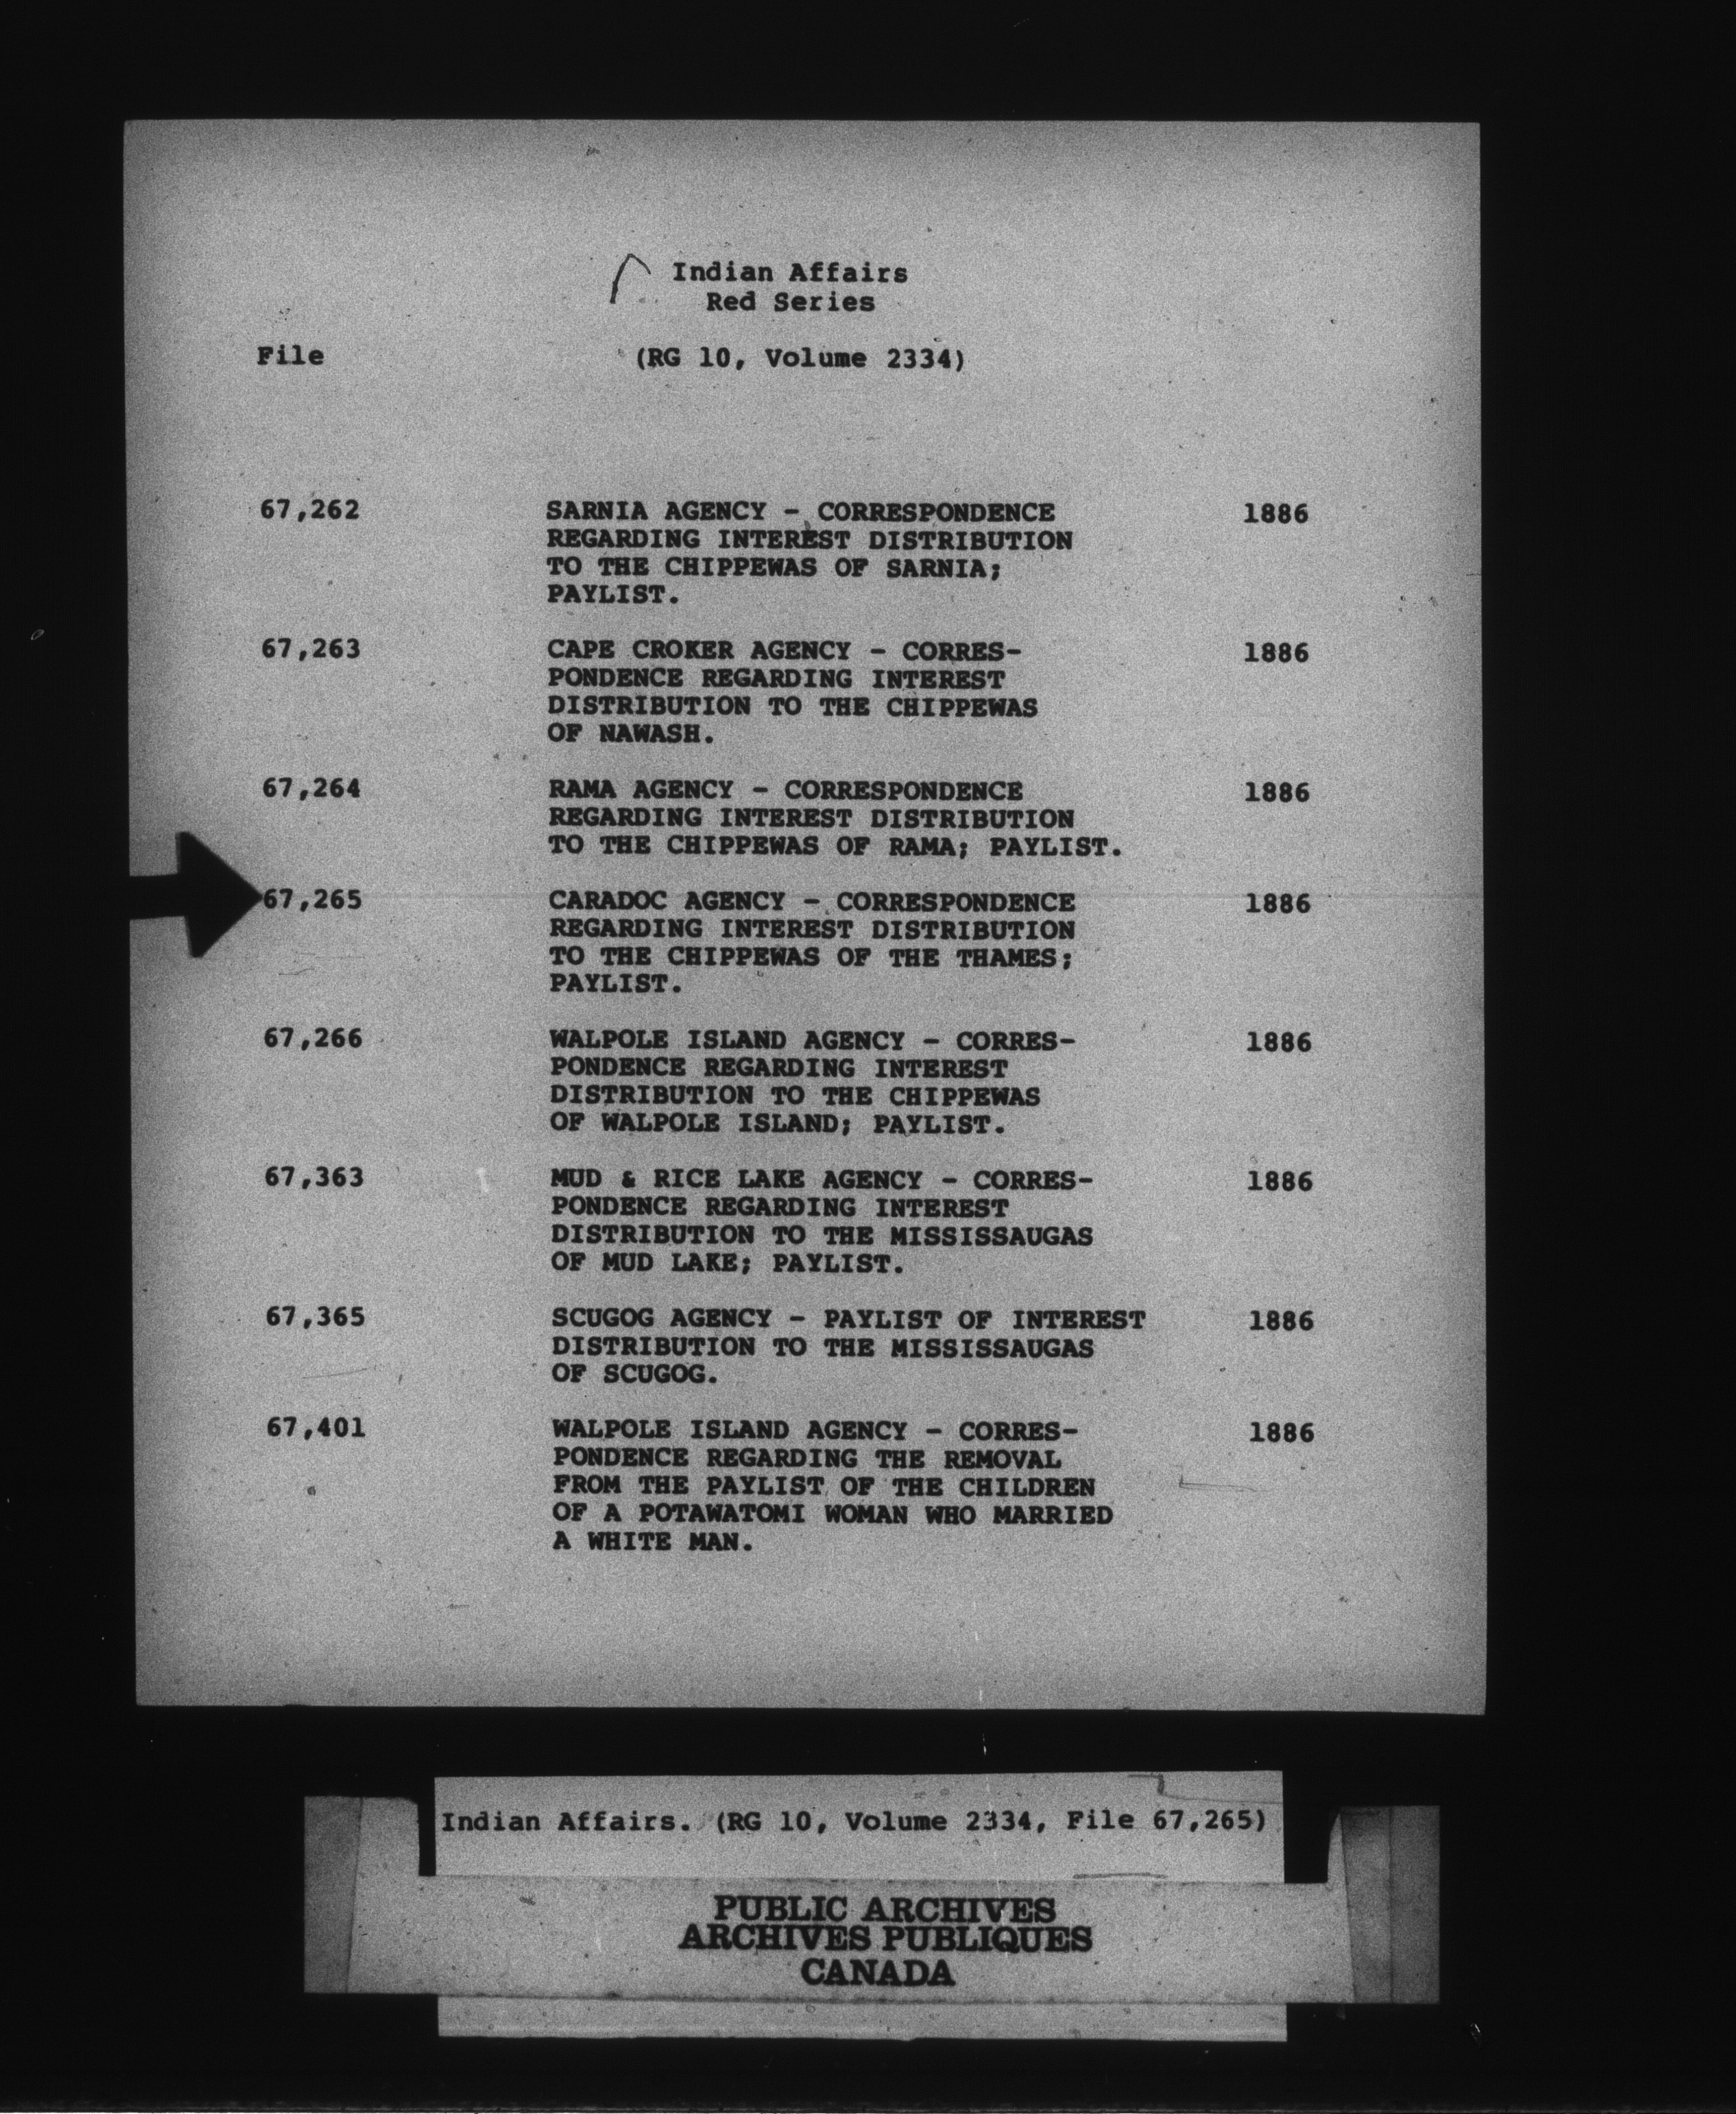 Indian Affairs
Red Series
File (RG 10, Volume 2334)
67,262 SARNIA AGENCY - CORRESPONDENCE 1886
REGARDING INTEREST DISTRIBUTION
TO THE CHIPPEWAS OF SARNIA;
PAYLIST.
67,263 CAPE CROKER AGENCY - CORRES- 1886
PONDENCE REGARDING INTEREST
DISTRIBUTION TO THE CHIPPEWAS
OF NAWASH.
67,264 RAMA AGENCY - CORRESPONDENCE 1886
REGARDING INTEREST DISTRIBUTION
TO THE CHIPPEWAS OF RAMA; PAYLIST.
67,265 CARADOC AGENCY - CORRESPONDENCE 1886
REGARDING INTEREST DISTRIBUTION
TO THE CHIPPEWAS OF THE THAMES;
PAYLIST.
67,266 WALPOLE ISLAND AGENCY - CORRES- 1886
PONDENCE REGARDING INTEREST
DISTRIBUTION TO THE CHIPPEWAS
OF WALPOLE ISLAND; PAYLIST.
67,363 MUD & RICE LAKE AGENCY - CORRES- 1886
PONDENCE REGARDING INTEREST
DISTRIBUTION TO THE MISSISSAUGAS
OF MUD LAKE; PAYLIST.
67,365 SCUGOG AGENCY - PAYLIST OF INTEREST 1886
DISTRIBUTION TO THE MISSISSAUGAS
OF SCUGOG.
67,401 WALPOLE ISLAND AGENCY - CORRES- 1886
PONDENCE REGARDING THE REMOVAL
FROM THE PAYLIST OF THE CHILDREN
OF A POTAWATOMI WOMAN WHO MARRIED
A WHITE MAN.
Indian Affairs. (RG 10, Volume 2334, File 67,265)
PUBLIC ARCHIVES
ARCHIVES PUBLIQUES
CANADA